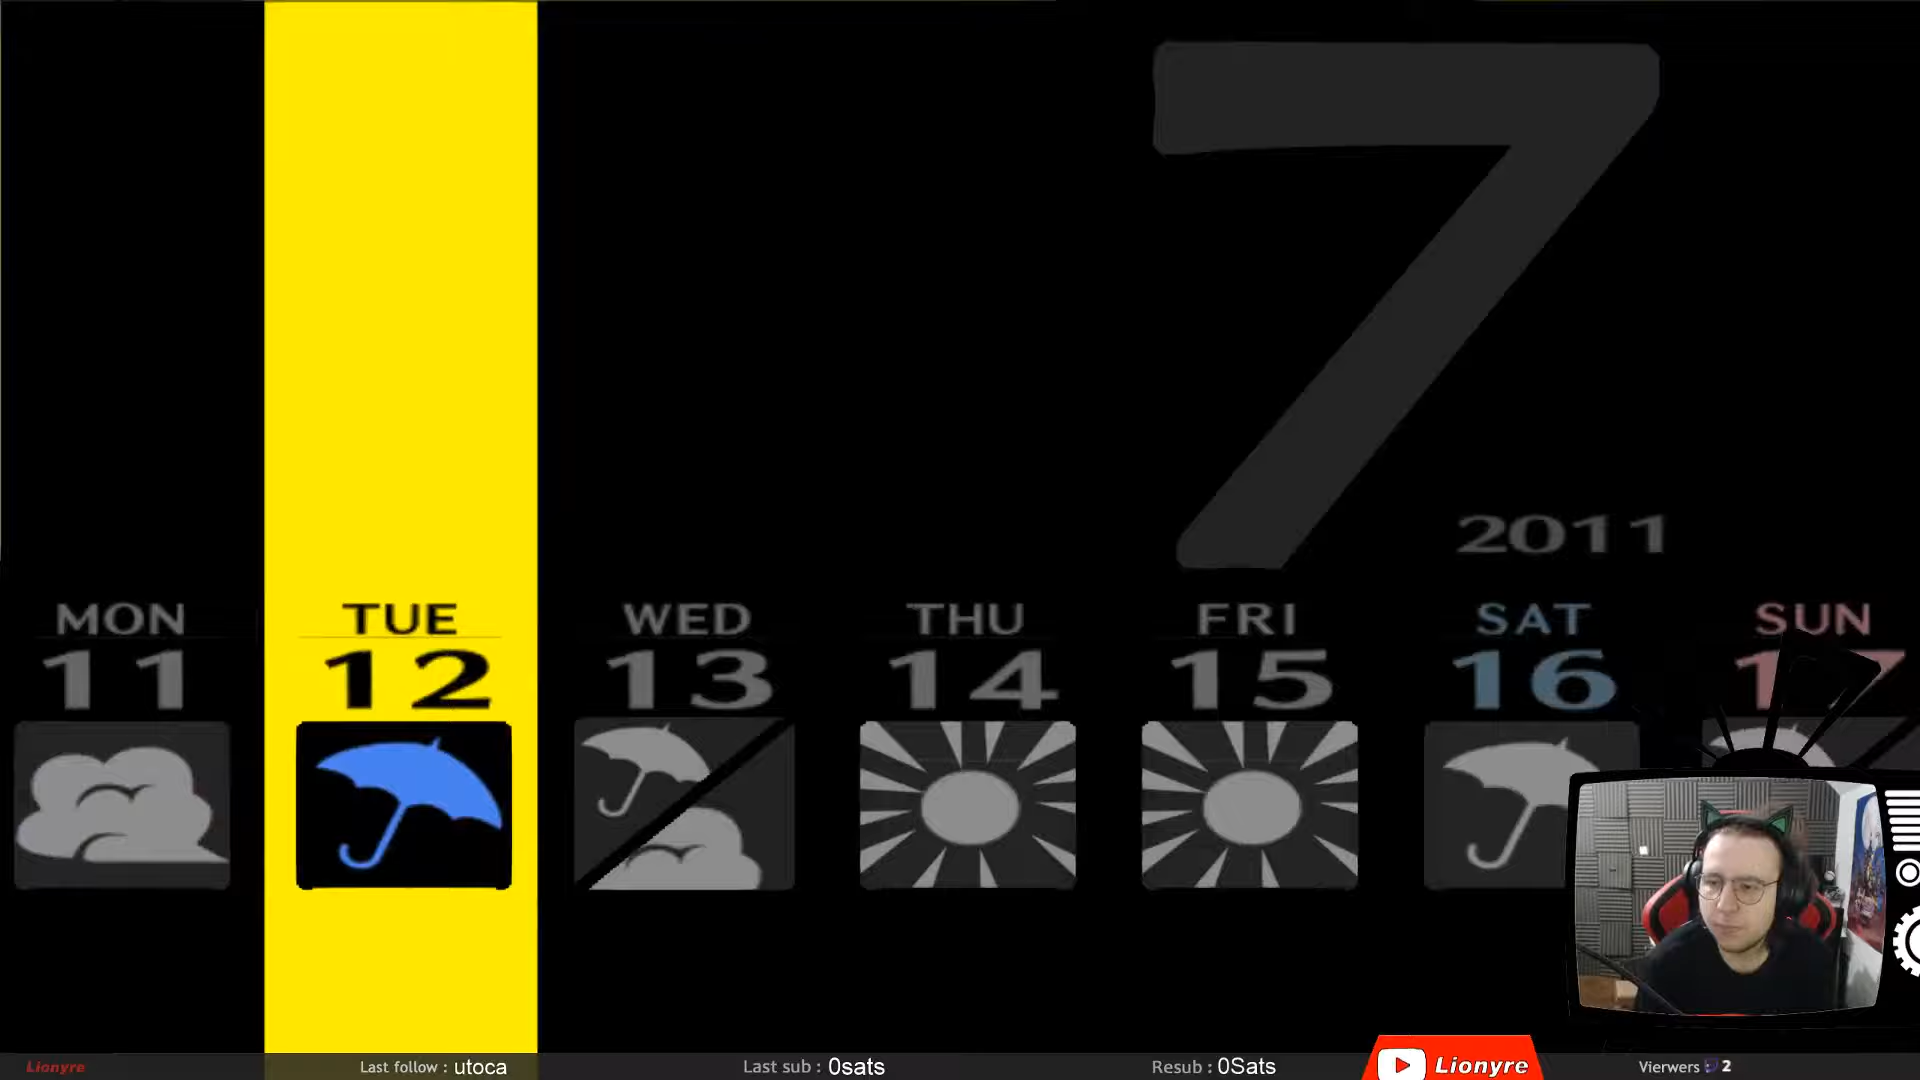 7
2011
MON TUE WED THU FRI SAT SUN
11 12 13 14 15 16 17
Lionyre Last follow : utoca Last sub : 0sats Resub : 0Sats Lionyre Vierwers 2